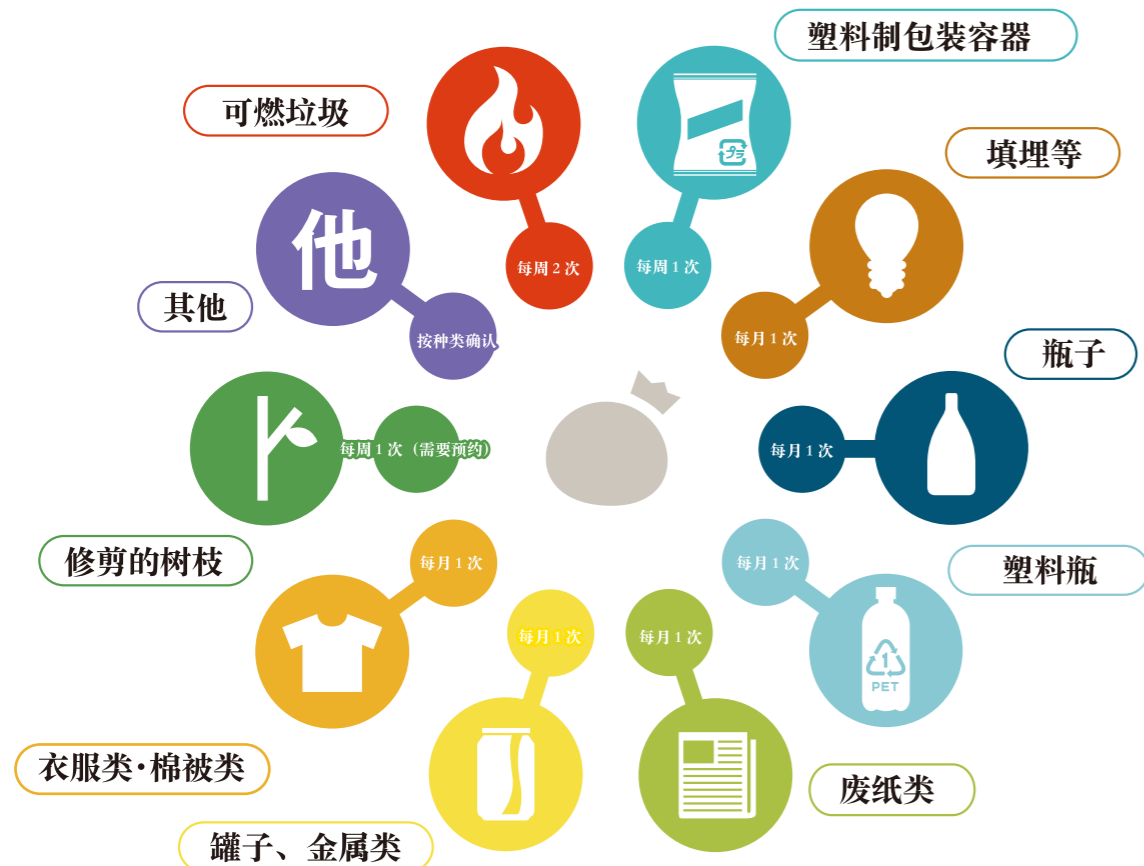 塑料制包装容器
可燃垃圾
プラ
填埋等
他
每周 2 次
每周 1 次
其他
按种类确认
每月 1 次
瓶子
每周 1 次（需要预约）
每月 1 次
修剪的树枝
每月 1 次
每月 1 次
塑料瓶
每月 1 次
每月 1 次
1
PET
衣服类·棉被类
废纸类
罐子、金属类